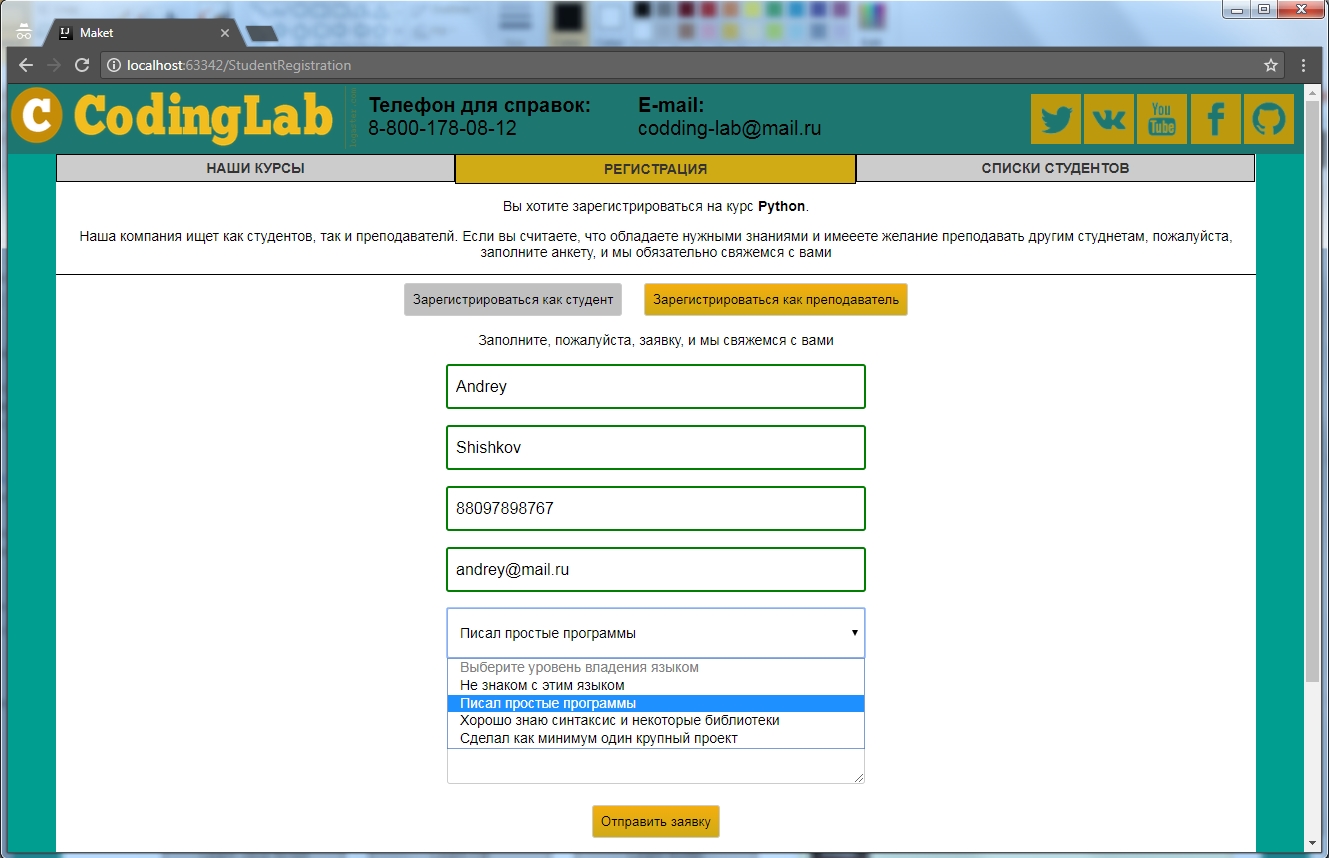 Maket
localhost:63342/StudentRegistration
C CodingLab
Телефон для справок:
8-800-178-08-12
E-mail:
codding-lab@mail.ru
You
Tube
НАШИ КУРСЫ
РЕГИСТРАЦИЯ
СПИСКИ СТУДЕНТОВ
Вы хотите зарегистрироваться на курс Python.
Наша компания ищет как студентов, так и преподавателй. Если вы считаете, что обладаете нужными знаниями и имееете желание преподавать другим студнетам, пожалуйста,
заполните анкету, и мы обязательно свяжемся с вами
Зарегистрироваться как студент
Зарегистрироваться как преподаватель
Заполните, пожалуйста, заявку, и мы свяжемся с вами
Andrey
Shishkov
88097898767
andrey@mail.ru
Писал простые программы
Выберите уровень владения языком
Не знаком с этим языком
Писал простые программы
Хорошо знаю синтаксис и некоторые библиотеки
Сделал как минимум один крупный проект
Отправить заявку